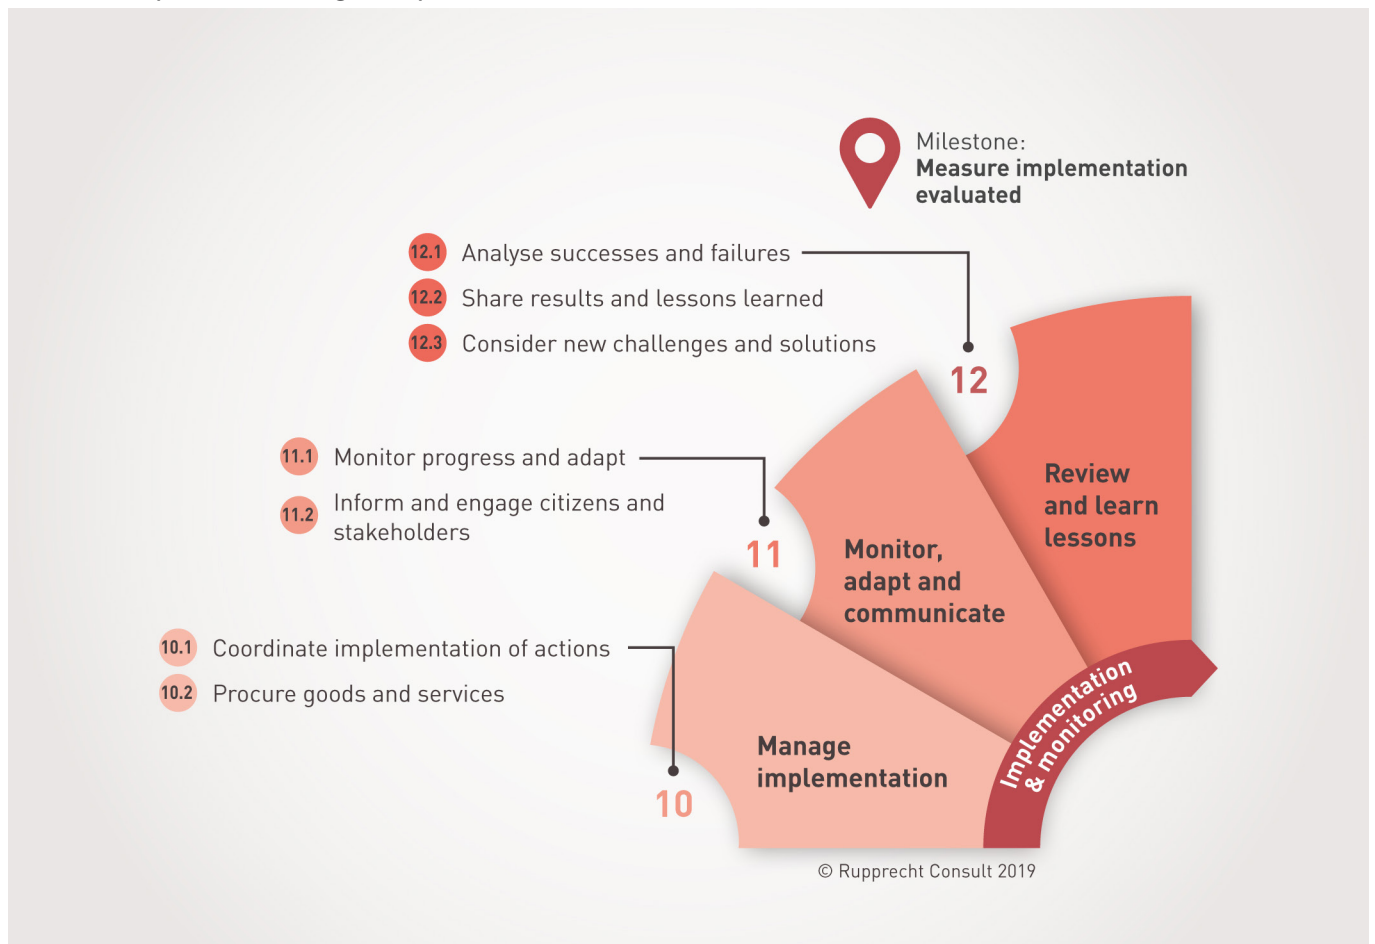 Milestone:
Measure implementation
evaluated
12.1 Analyse successes and failures
12.2 Share results and lessons learned
12.3 Consider new challenges and solutions
12
Review
and learn
lessons
11.1 Monitor progress and adapt
11.2 Inform and engage citizens and
stakeholders
11
Monitor,
adapt and
communicate
10.1 Coordinate implementation of actions
10.2 Procure goods and services
10
Manage
implementation
Implementation
& monitoring
© Rupprecht Consult 2019